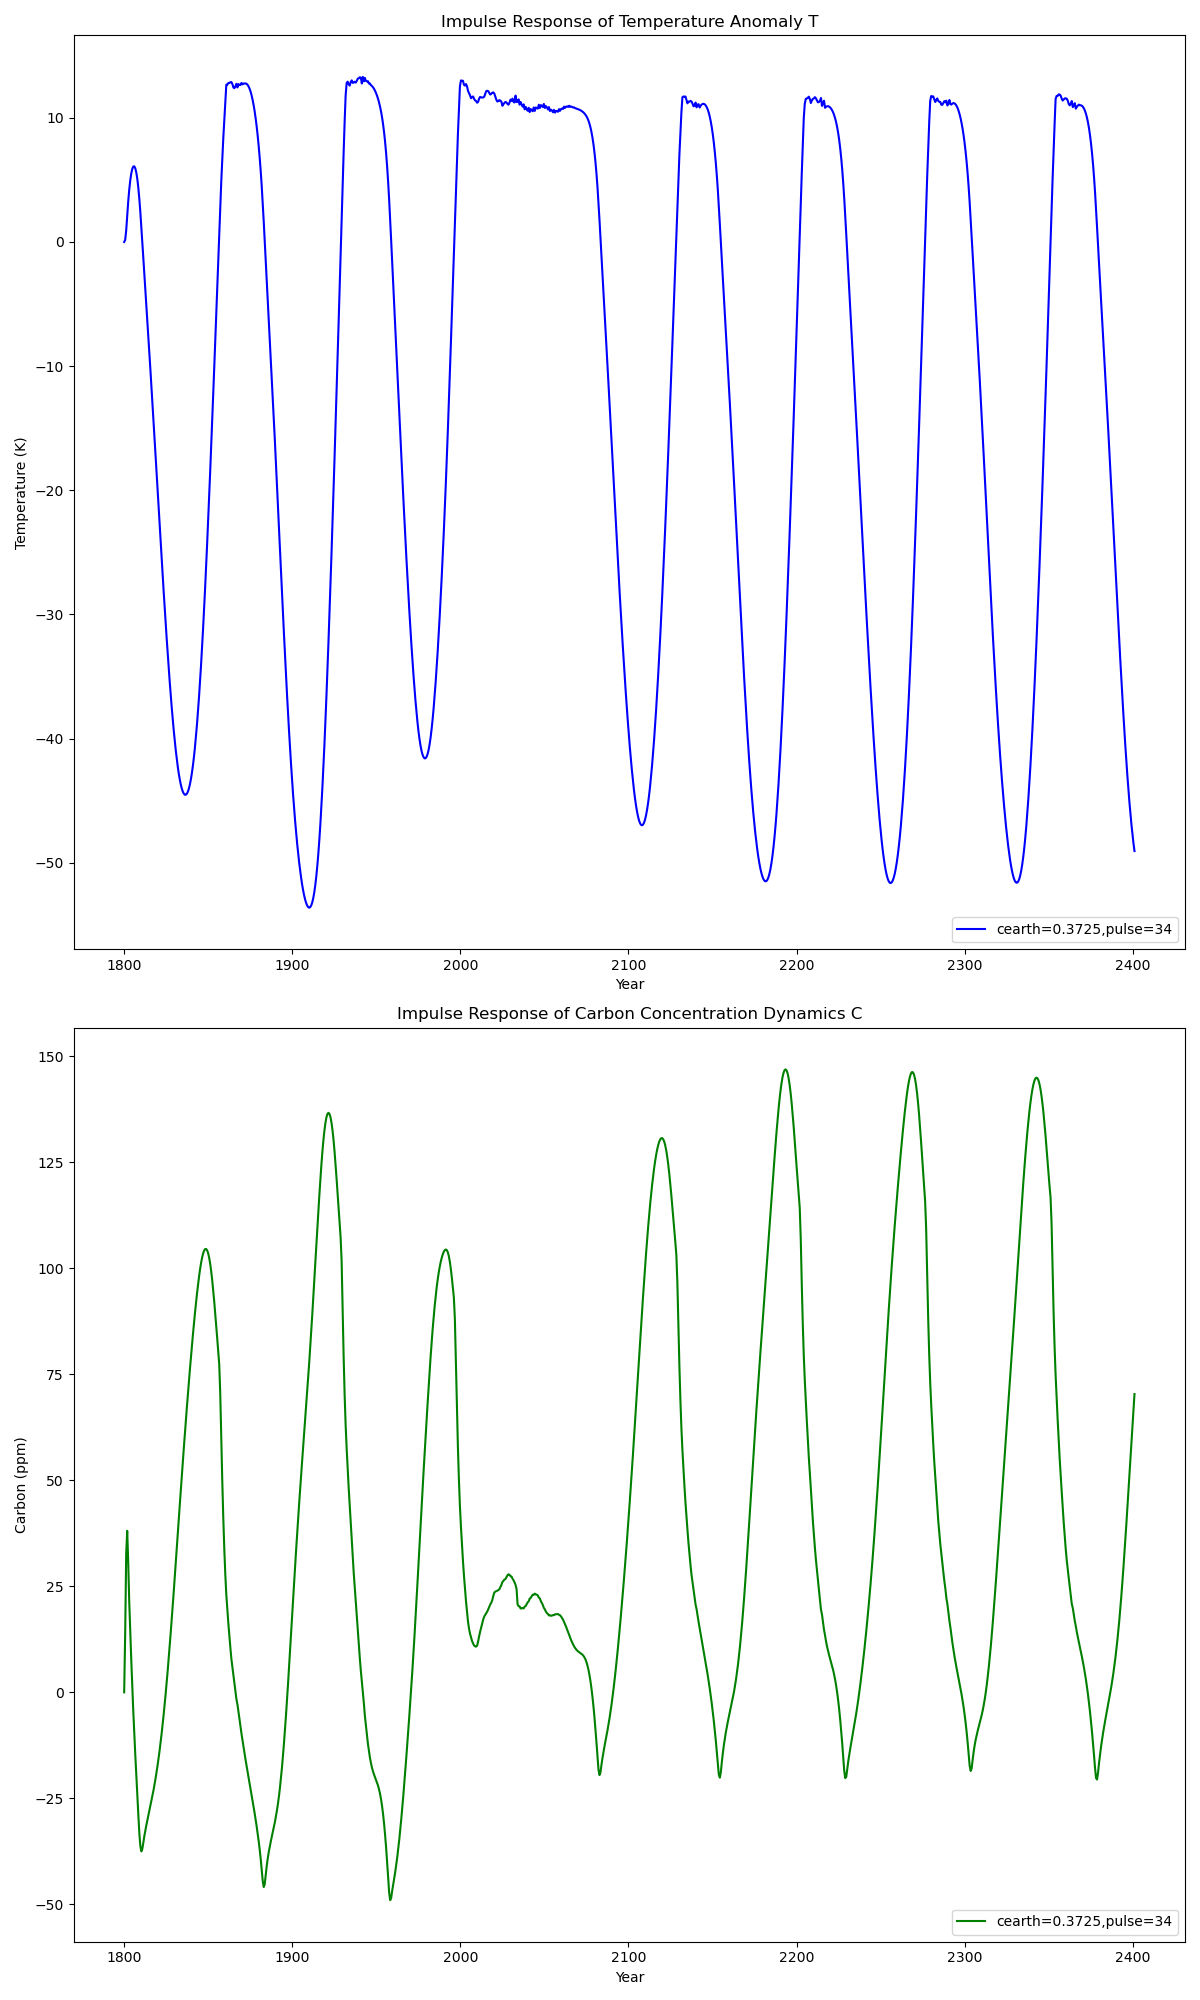 Impulse Response of Temperature Anomaly T
10
0
−10
−20
−30
−40
−50
Temperature (K)
cearth=0.3725,pulse=34
1800 1900 2000 2100 2200 2300 2400
Year
Impulse Response of Carbon Concentration Dynamics C
150
125
100
75
50
25
0
−25
−50
Carbon (ppm)
cearth=0.3725,pulse=34
1800 1900 2000 2100 2200 2300 2400
Year